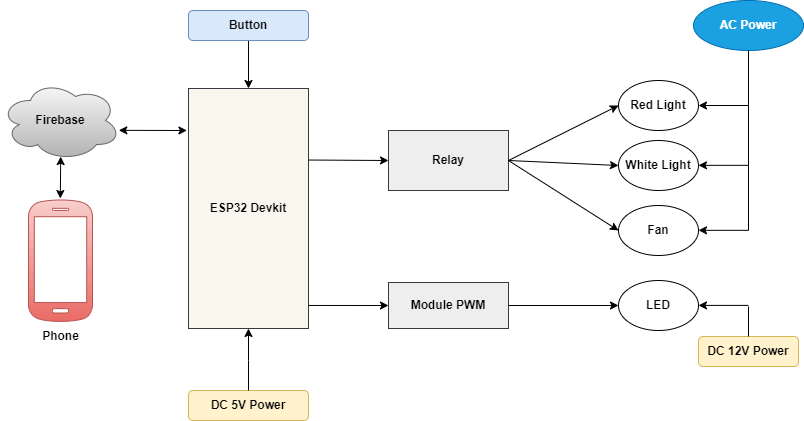 Button
AC Power
Firebase
Red Light
Relay
White Light
ESP32 Devkit
Fan
Module PWM
LED
Phone
DC 12V Power
DC 5V Power